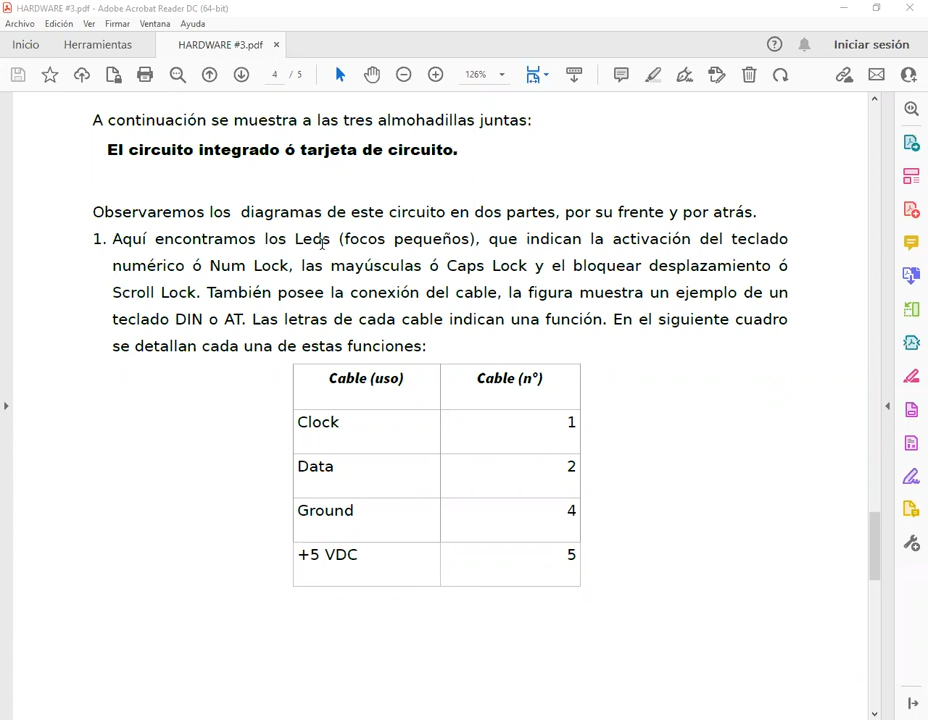 HARDWARE #3.pdf - Adobe Acrobat Reader DC (64-bit)
Archivo Edición Ver Firmar Ventana Ayuda
Inicio Herramientas HARDWARE #3.pdf × Iniciar sesión
4 / 5 126%
A continuación se muestra a las tres almohadillas juntas:
El circuito integrado ó tarjeta de circuito.
Observaremos los diagramas de este circuito en dos partes, por su frente y por atrás.
1. Aquí encontramos los Leds (focos pequeños), que indican la activación del teclado
numérico ó Num Lock, las mayúsculas ó Caps Lock y el bloquear desplazamiento ó
Scroll Lock. También posee la conexión del cable, la figura muestra un ejemplo de un
teclado DIN o AT. Las letras de cada cable indican una función. En el siguiente cuadro
se detallan cada una de estas funciones:
Cable (uso) Cable (n°)
Clock 1
Data 2
Ground 4
+5 VDC 5